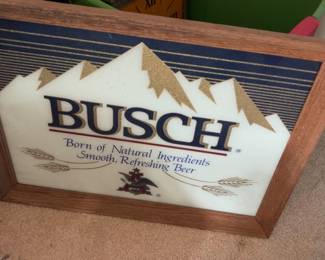 BUSCH
Born of Natural Ingredients
Smooth, Refreshing Beer